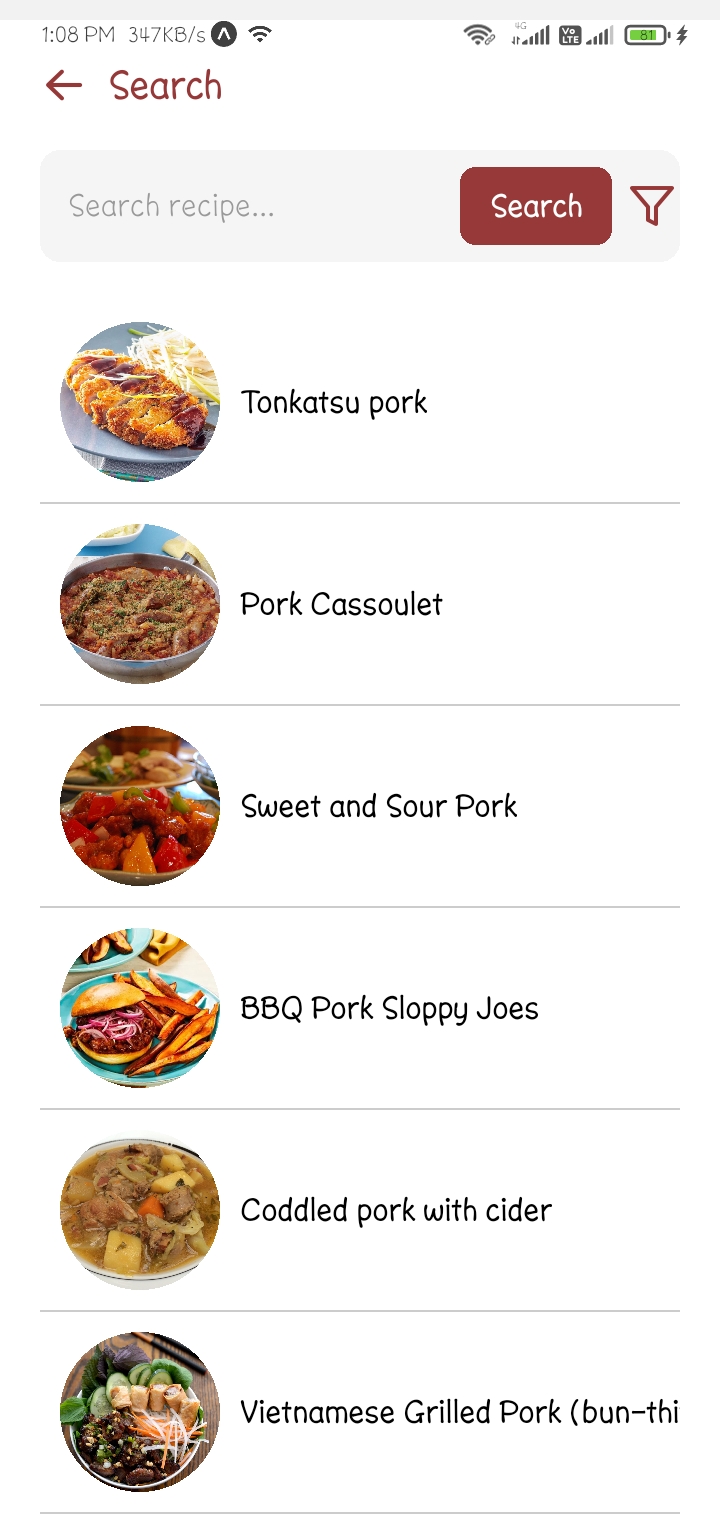 1:08 PM 347KB/s
4G
Vo LTE
81
Search
Search recipe...
Search
Tonkatsu pork
Pork Cassoulet
Sweet and Sour Pork
BBQ Pork Sloppy Joes
Coddled pork with cider
Vietnamese Grilled Pork (bun-thi